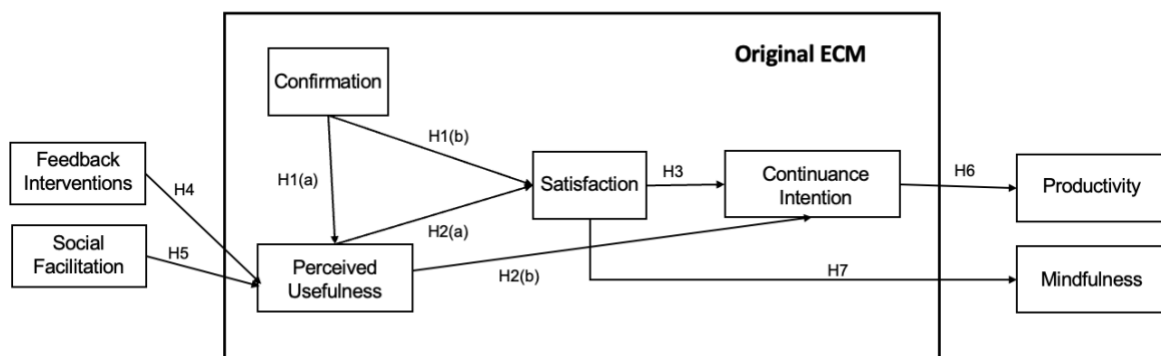 Original ECM
Confirmation
H1(b)
Feedback
Interventions
H4
H1(a)
Satisfaction
H3
Continuance
Intention
H6
Productivity
Social
Facilitation
H5
H2(a)
Perceived
Usefulness
H2(b)
H7
Mindfulness